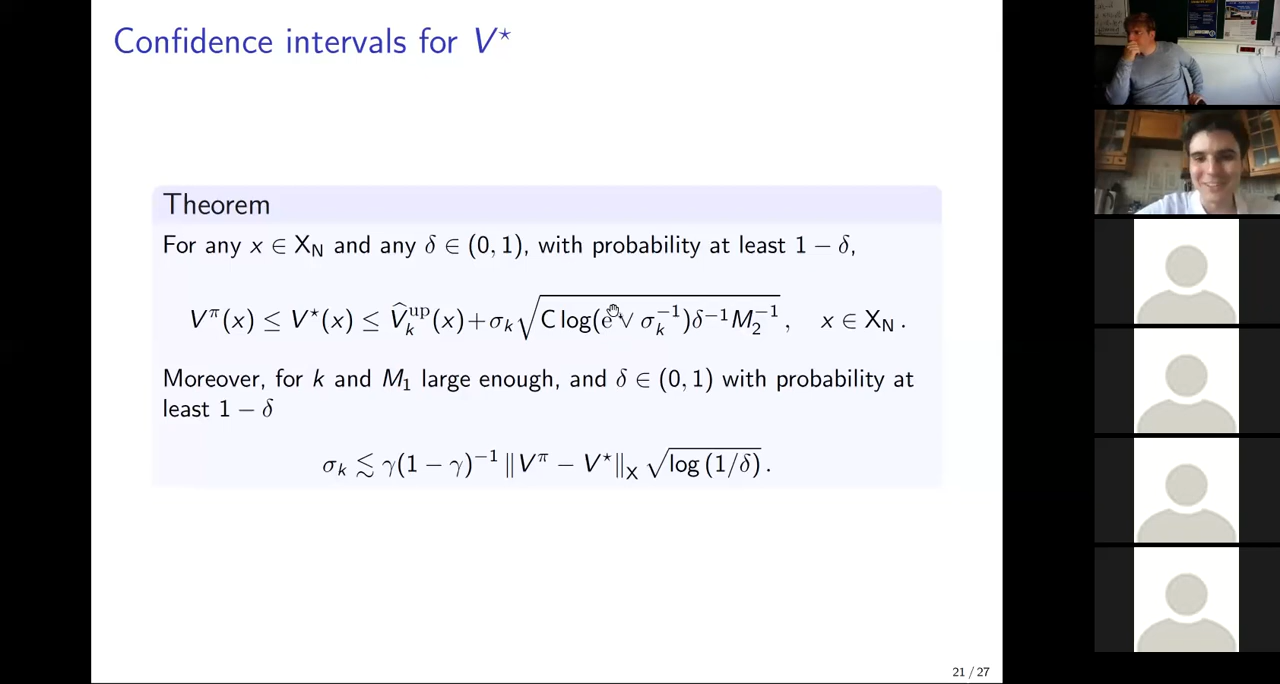 Confidence intervals for V⋆
Theorem
For any x ∈ X_N and any δ ∈ (0, 1), with probability at least 1 − δ,
V^π(x) ≤ V⋆(x) ≤ V̂_k^up(x)+σ_k√(C log(e ∨ σ_k^−1)δ^−1M_2^−1) , x ∈ X_N .
Moreover, for k and M_1 large enough, and δ ∈ (0, 1) with probability at
least 1 − δ
σ_k ≲ γ(1 − γ)^−1 ‖V^π − V⋆‖_X √(log (1/δ)) .
21 / 27